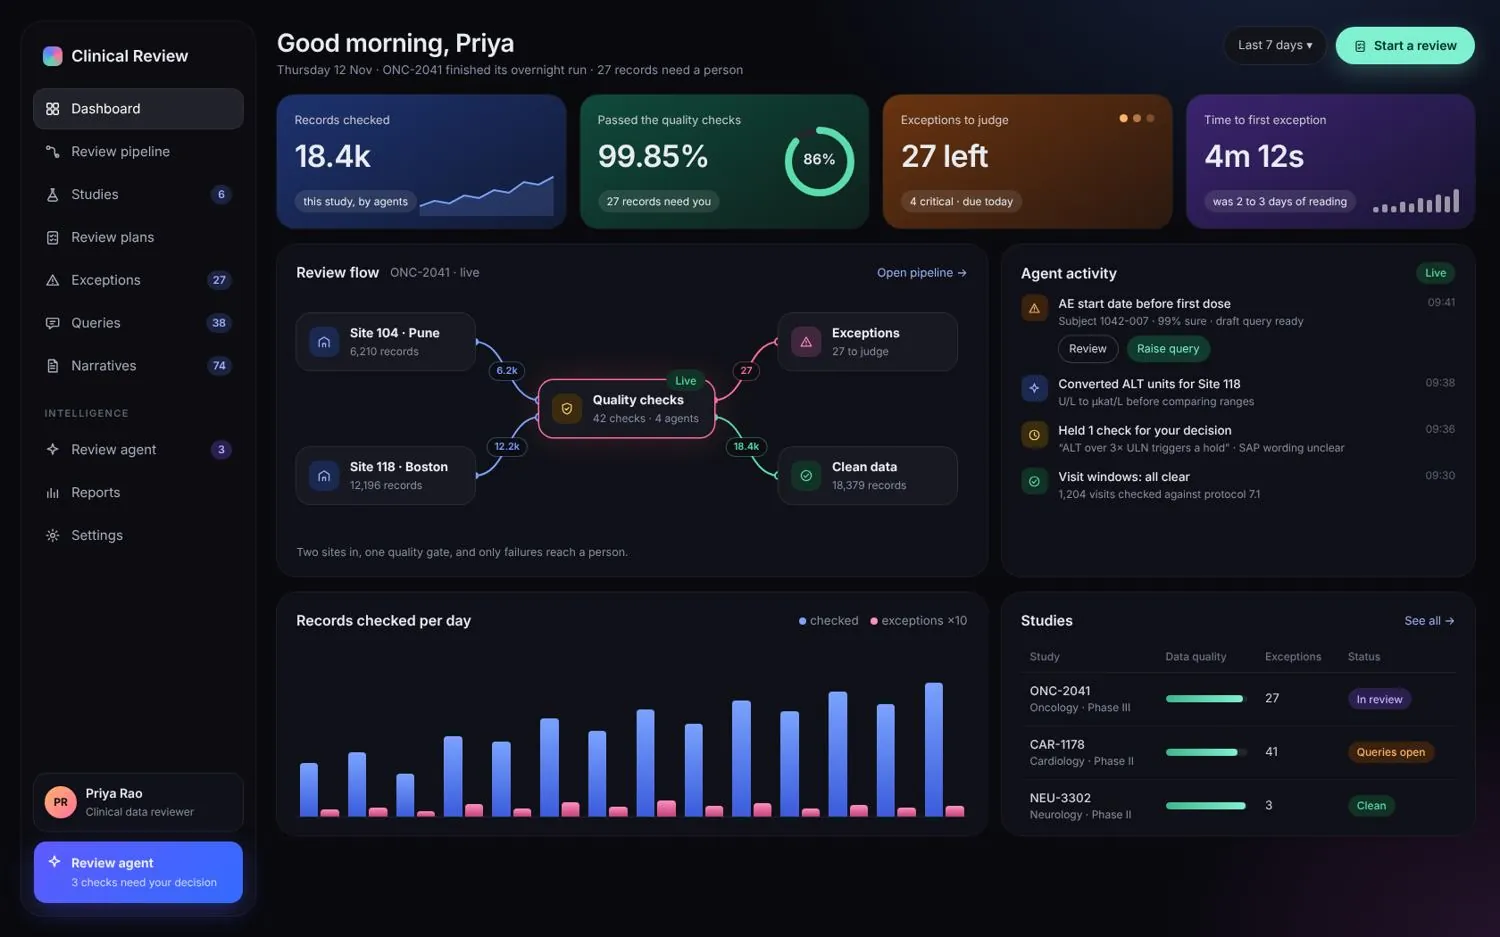 Clinical Review
Dashboard
Review pipeline
Studies 6
Review plans
Exceptions 27
Queries 38
Narratives 74
INTELLIGENCE
Review agent 3
Reports
Settings
PR
Priya Rao
Clinical data reviewer
Review agent
3 checks need your decision
Good morning, Priya
Thursday 12 Nov · ONC-2041 finished its overnight run · 27 records need a person
Last 7 days ▾
Start a review
Records checked
18.4k
this study, by agents
Passed the quality checks
99.85%
27 records need you
86%
Exceptions to judge
27 left
4 critical · due today
Time to first exception
4m 12s
was 2 to 3 days of reading
Review flow ONC-2041 · live
Open pipeline →
Site 104 · Pune
6,210 records
6.2k
Site 118 · Boston
12,196 records
12.2k
Live
Quality checks
42 checks · 4 agents
27
Exceptions
27 to judge
18.4k
Clean data
18,379 records
Two sites in, one quality gate, and only failures reach a person.
Agent activity
Live
AE start date before first dose 09:41
Subject 1042-007 · 99% sure · draft query ready
Review
Raise query
Converted ALT units for Site 118 09:38
U/L to µkat/L before comparing ranges
Held 1 check for your decision 09:36
"ALT over 3× ULN triggers a hold" · SAP wording unclear
Visit windows: all clear 09:30
1,204 visits checked against protocol 7.1
Records checked per day
checked
exceptions ×10
Studies
See all →
Study Data quality Exceptions Status
ONC-2041
Oncology · Phase III
27
In review
CAR-1178
Cardiology · Phase II
41
Queries open
NEU-3302
Neurology · Phase II
3
Clean